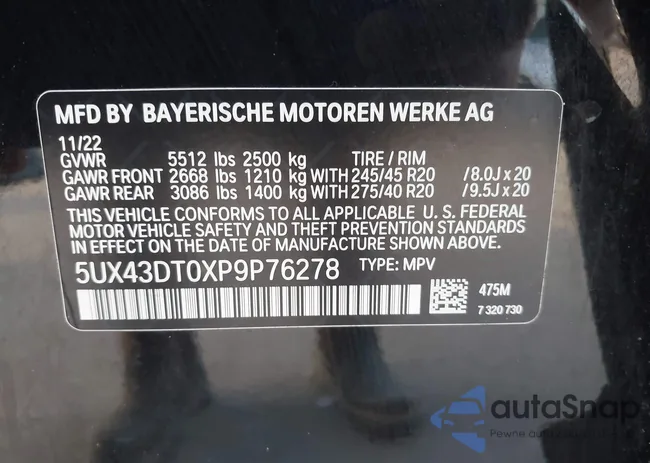 MFD BY BAYERISCHE MOTOREN WERKE AG
11/22
GVWR 5512 lbs 2500 kg TIRE / RIM
GAWR FRONT 2668 lbs 1210 kg WITH 245/45 R20 /8.0J x 20
GAWR REAR 3086 lbs 1400 kg WITH 275/40 R20 /9.5J x 20
THIS VEHICLE CONFORMS TO ALL APPLICABLE U. S. FEDERAL
MOTOR VEHICLE SAFETY AND THEFT PREVENTION STANDARDS
IN EFFECT ON THE DATE OF MANUFACTURE SHOWN ABOVE.
5UX43DT0XP9P76278 TYPE: MPV
475M
7 320 730
autaSnap
Pewne auta